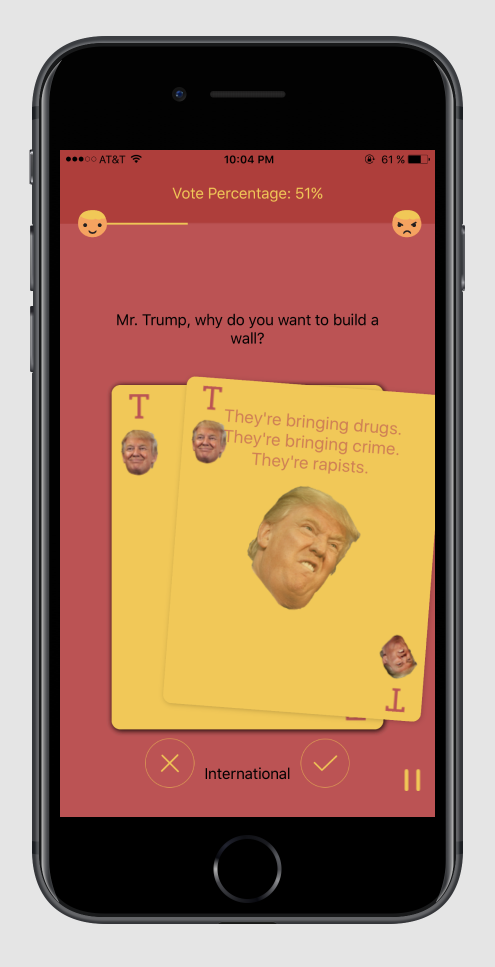 AT&T 10:04 PM 61 %
Vote Percentage: 51%
Mr. Trump, why do you want to build a
wall?
T
T
They're bringing drugs.
They're bringing crime.
They're rapists.
T
International